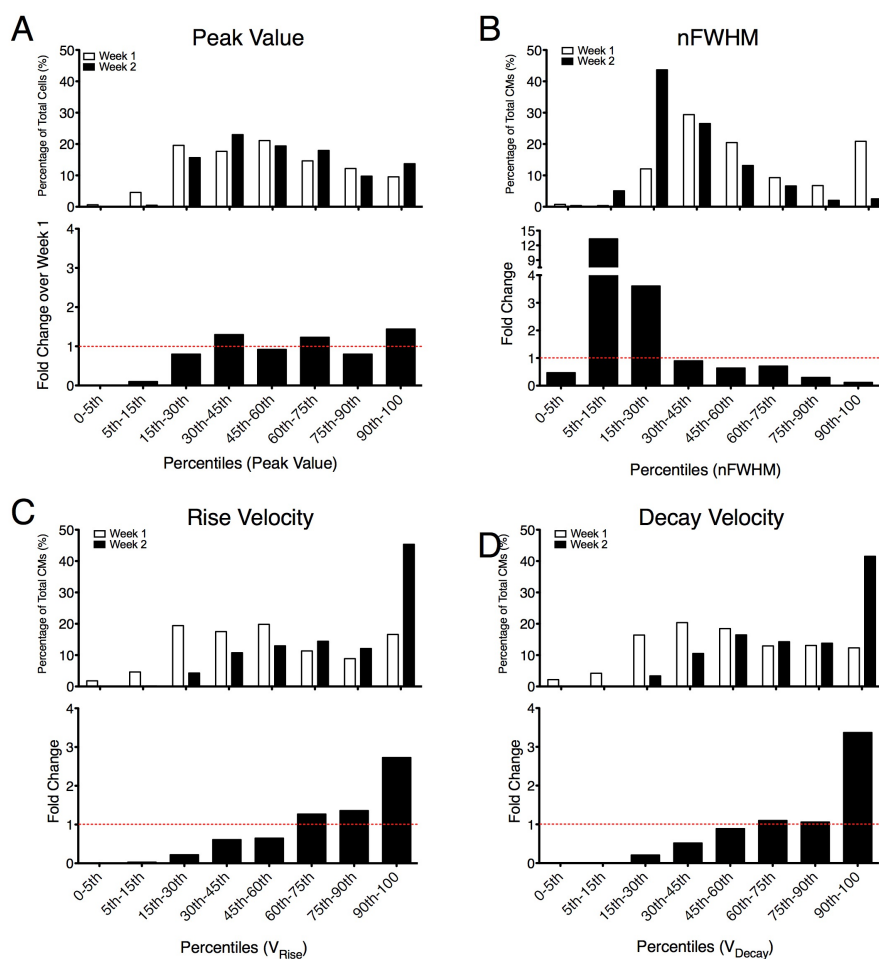 A
Peak Value
Week 1
Week 2
Percentage of Total Cells (%)
50
40
30
20
10
0
Fold Change over Week 1
4
3
2
1
0
0-5th
5th-15th
15th-30th
30th-45th
45th-60th
60th-75th
75th-90th
90th-100
Percentiles (Peak Value)
B
nFWHM
Week 1
Week 2
Percentage of Total CMs (%)
50
40
30
20
10
0
Fold Change
15
12
9
4
3
2
1
0
0-5th
5th-15th
15th-30th
30th-45th
45th-60th
60th-75th
75th-90th
90th-100
Percentiles (nFWHM)
C
Rise Velocity
Week 1
Week 2
Percentage of Total CMs (%)
50
40
30
20
10
0
Fold Change
4
3
2
1
0
0-5th
5th-15th
15th-30th
30th-45th
45th-60th
60th-75th
75th-90th
90th-100
Percentiles (VRise)
D
Decay Velocity
Week 1
Week 2
Percentage of Total CMs (%)
50
40
30
20
10
0
Fold Change
4
3
2
1
0
0-5th
5th-15th
15th-30th
30th-45th
45th-60th
60th-75th
75th-90th
90th-100
Percentiles (VDecay)